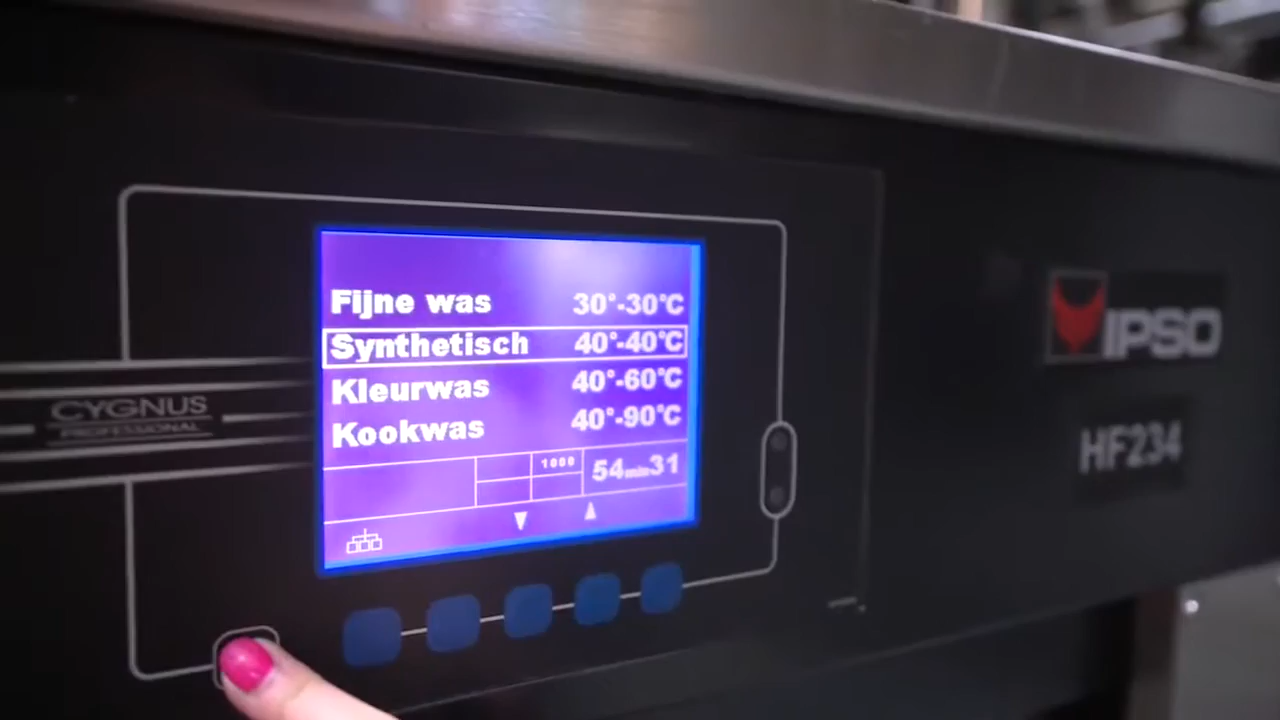 Fijne was 30°-30°C
Synthetisch 40°-40°C
Kleurwas 40°-60°C
Kookwas 40°-90°C
1000 54min31
CYGNUS
PROFESSIONAL
IPSO
HF234